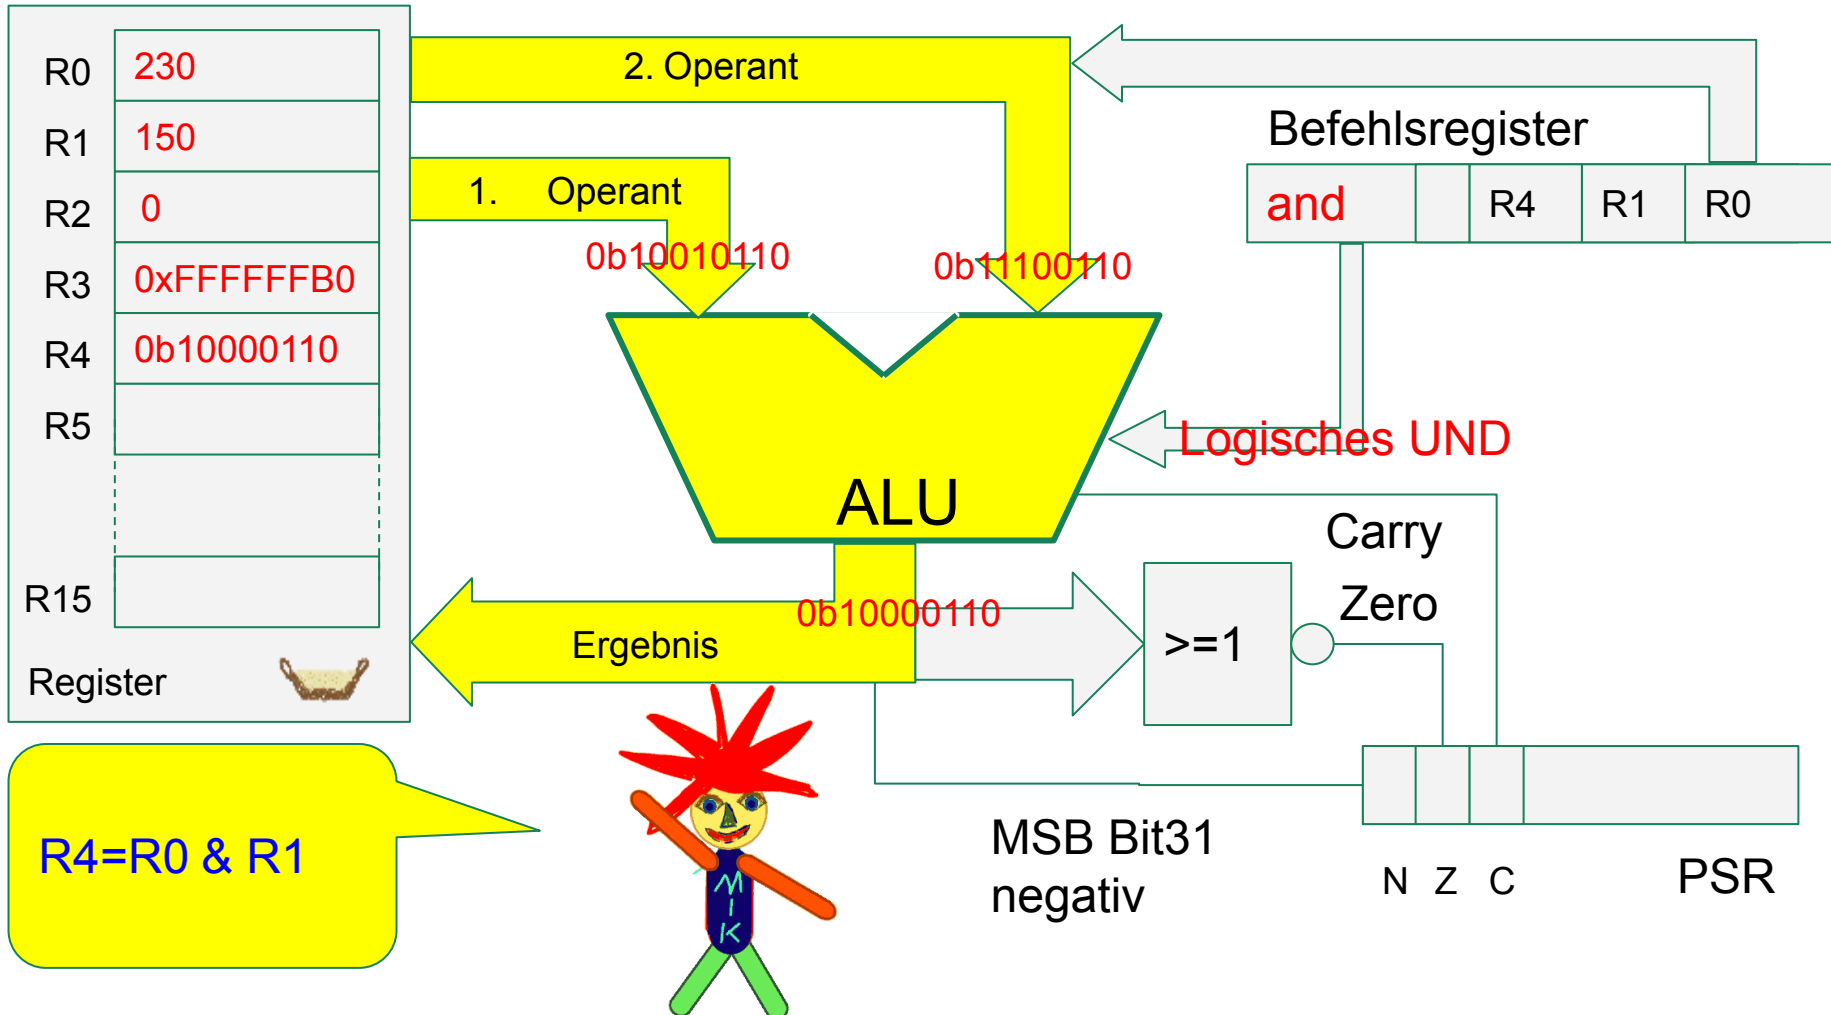 R0 230
R1 150
R2 0
R3 0xFFFFFFB0
R4 0b10000110
R5
R15
Register
2. Operant
1. Operant
0b10010110
0b11100110
Befehlsregister
and R4 R1 R0
Logisches UND
ALU
Carry
Zero
0b10000110
Ergebnis
>=1
R4=R0 & R1
MIK
MSB Bit31
negativ
N Z C
PSR